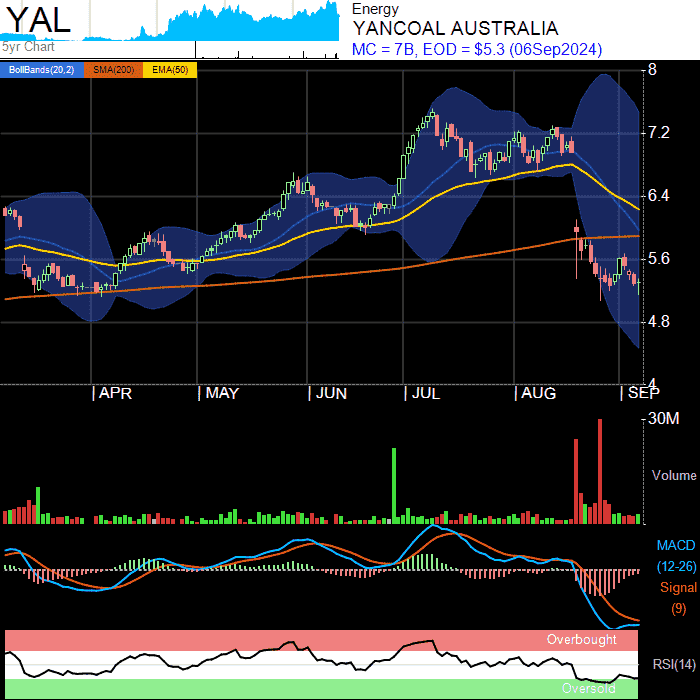 YAL
5yr Chart
Energy
YANCOAL AUSTRALIA
MC = 7B, EOD = $5.3 (06Sep2024)
BollBands(20,2) SMA(200) EMA(50)
8
7.2
6.4
5.6
4.8
4
APR MAY JUN JUL AUG SEP
30M
Volume
MACD
(12-26)
Signal
(9)
Overbought
RSI(14)
Oversold